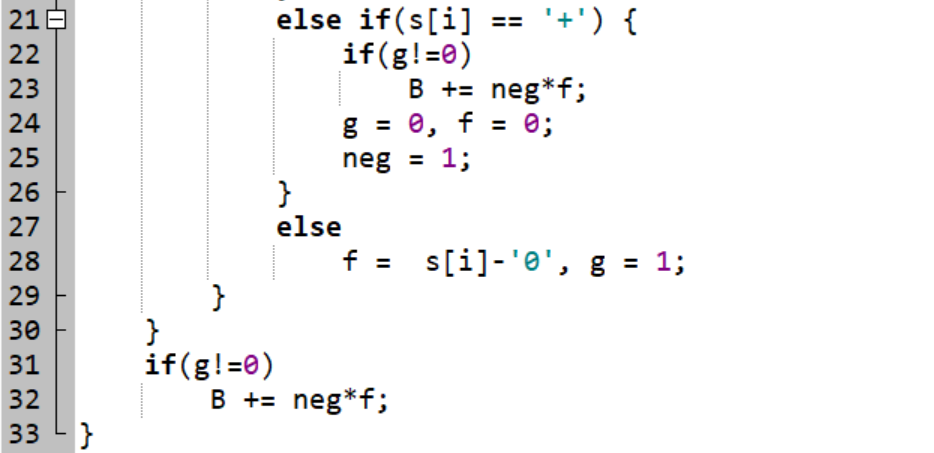 21 else if(s[i] == '+') {
22 if(g!=0)
23 B += neg*f;
24 g = 0, f = 0;
25 neg = 1;
26 }
27 else
28 f =  s[i]-'0', g = 1;
29 }
30 }
31 if(g!=0)
32 B += neg*f;
33 }